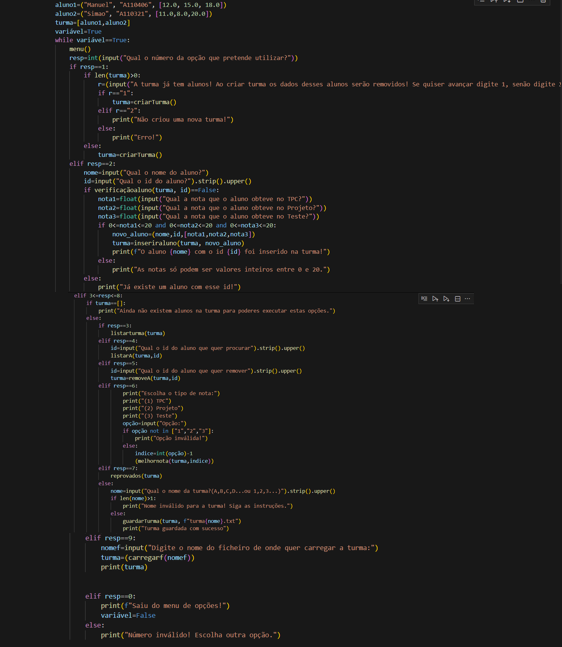 aluno1=("Manuel", "A110406", [12.0, 15.0, 18.0])
aluno2=("Simao", "A110321", [11.0,8.0,20.0])
turma=[aluno1,aluno2]
variável=True
while variável==True:
menu()
resp=int(input("Qual o número da opção que pretende utilizar?"))
if resp==1:
if len(turma)>0:
r=(input("A turma já tem alunos! Ao criar turma os dados desses alunos serão removidos! Se quiser avançar digite 1, senão digite
if r=="1":
turma=criarTurma()
elif r=="2":
print("Não criou uma nova turma!")
else:
print("Erro!")
else:
turma=criarTurma()
elif resp==2:
nome=input("Qual o nome do aluno?")
id=input("Qual o id do aluno?").strip().upper()
if verificaçãoaluno(turma, id)==False:
nota1=float(input("Qual a nota que o aluno obteve no TPC?"))
nota2=float(input("Qual a nota que o aluno obteve no Projeto?"))
nota3=float(input("Qual a nota que o aluno obteve no Teste?"))
if 0<=nota1<=20 and 0<=nota2<=20 and 0<=nota3<=20:
novo_aluno=(nome,id,[nota1,nota2,nota3])
turma=inseriraluno(turma, novo_aluno)
print(f"O aluno {nome} com o id {id} foi inserido na turma!")
else:
print("As notas só podem ser valores inteiros entre 0 e 20.")
else:
print("Já existe um aluno com esse id!")
elif 3<=resp<=8:
if turma==[]:
print("Ainda não existem alunos na turma para poderes executar estas opções.")
else:
if resp==3:
listarturma(turma)
elif resp==4:
id=input("Qual o id do aluno que quer procurar").strip().upper()
listarA(turma,id)
elif resp==5:
id=input("Qual o id do aluno que quer remover").strip().upper()
turma=removeA(turma,id)
elif resp==6:
print("Escolha o tipo de nota:")
print("(1) TPC")
print("(2) Projeto")
print("(3) Teste")
opção=input("Opção:")
if opção not in ["1","2","3"]:
print("Opção inválida!")
else:
indice=int(opção)-1
(melhornota(turma,indice))
elif resp==7:
reprovados(turma)
else:
nome=input("Qual o nome da turma?(A,B,C,D...ou 1,2,3...)").strip().upper()
if len(nome)>1:
print("Nome inválido para a turma! Siga as instruções.")
else:
guardarTurma(turma, f"turma{nome}.txt")
print("Turma guardada com sucesso")
elif resp==9:
nomef=input("Digite o nome do ficheiro de onde quer carregar a turma:")
turma=(carregarf(nomef))
print(turma)
elif resp==0:
print(f"Saiu do menu de opções!")
variável=False
else:
print("Número inválido! Escolha outra opção.")